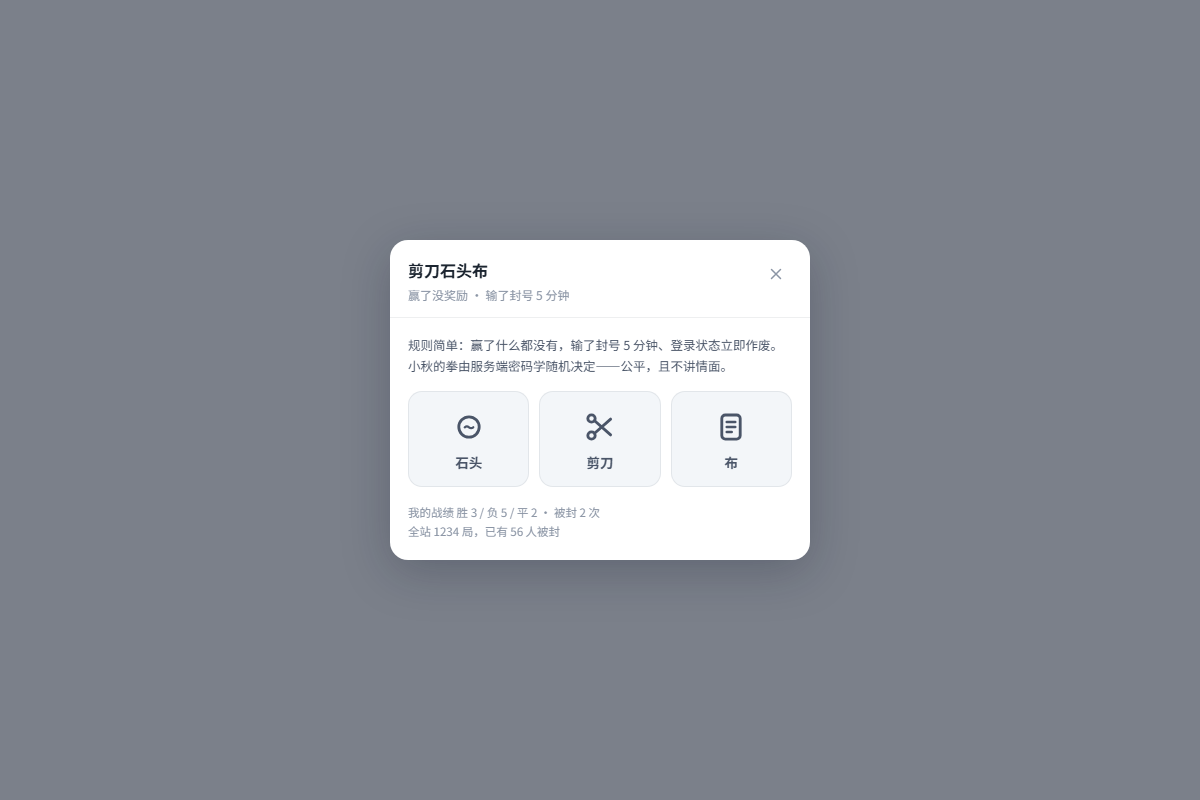 剪刀石头布
赢了没奖励 · 输了封号 5 分钟
规则简单：赢了什么都没有，输了封号 5 分钟、登录状态立即作废。
小秋的拳由服务端密码学随机决定——公平，且不讲情面。
石头
剪刀
布
我的战绩 胜 3 / 负 5 / 平 2 · 被封 2 次
全站 1234 局，已有 56 人被封